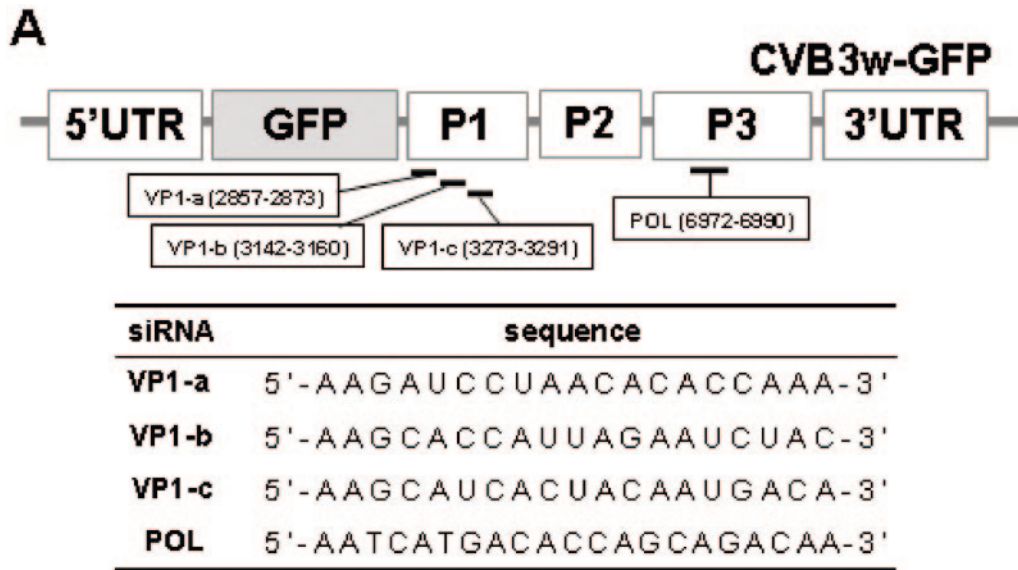 A
CVB3w-GFP
5'UTR GFP P1 P2 P3 3'UTR
VP1-a (2857-2873)
POL (6972-6990)
VP1-b (3142-3160) VP1-c (3273-3291)
siRNA sequence
VP1-a 5'-AAGAUCCUAACACACCAAA-3'
VP1-b 5'-AAGCACCAUUAGAAUCUAC-3'
VP1-c 5'-AAGCAUCACUACAAUGACA-3'
POL 5'-AATCATGACACCAGCAGACAA-3'